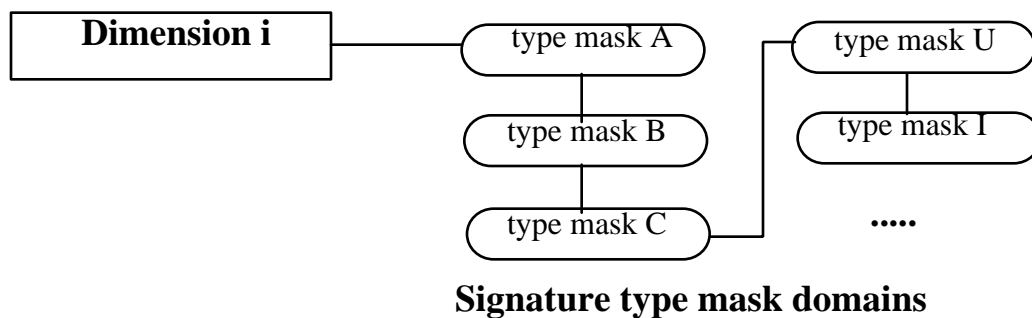 Dimension i
type mask A
type mask B
type mask C
type mask U
type mask I
.....
Signature type mask domains